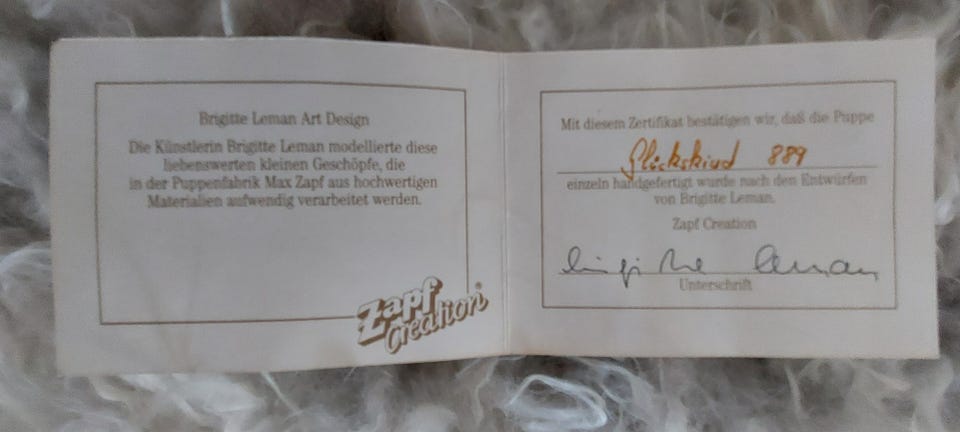 Brigitte Leman Art Design
Die Künstlerin Brigitte Leman modellierte diese
liebenswerten kleinen Geschöpfe, die
in der Puppenfabrik Max Zapf aus hochwertigen
Materialien aufwendig verarbeitet werden.
Zapf
Creation®
Mit diesem Zertifikat bestätigen wir, daß die Puppe
Glückskind 889
einzeln handgefertigt wurde nach den Entwürfen
von Brigitte Leman.
Zapf Creation
Brigitte Leman
Unterschrift